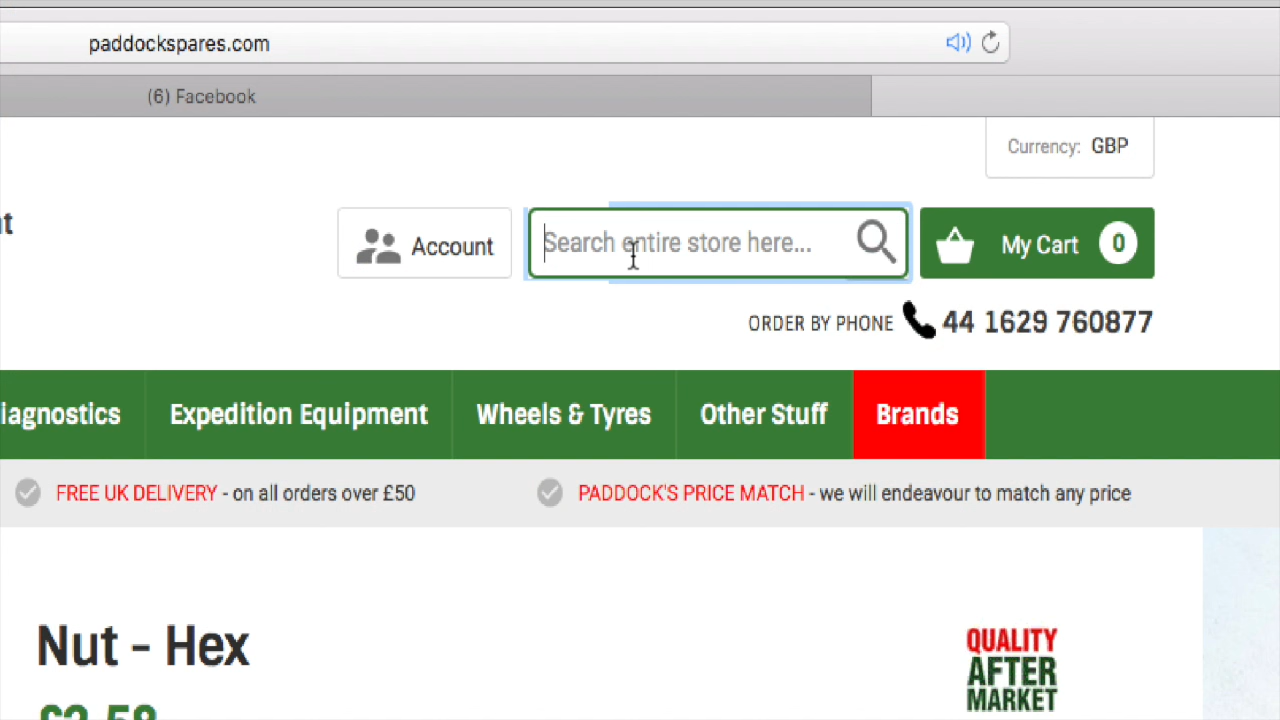 paddockspares.com
(6) Facebook
Currency: GBP
Account
Search entire store here...
My Cart 0
ORDER BY PHONE 44 1629 760877
iagnostics
Expedition Equipment
Wheels & Tyres
Other Stuff
Brands
FREE UK DELIVERY - on all orders over £50
PADDOCK'S PRICE MATCH - we will endeavour to match any price
Nut - Hex
QUALITY
AFTER
MARKET